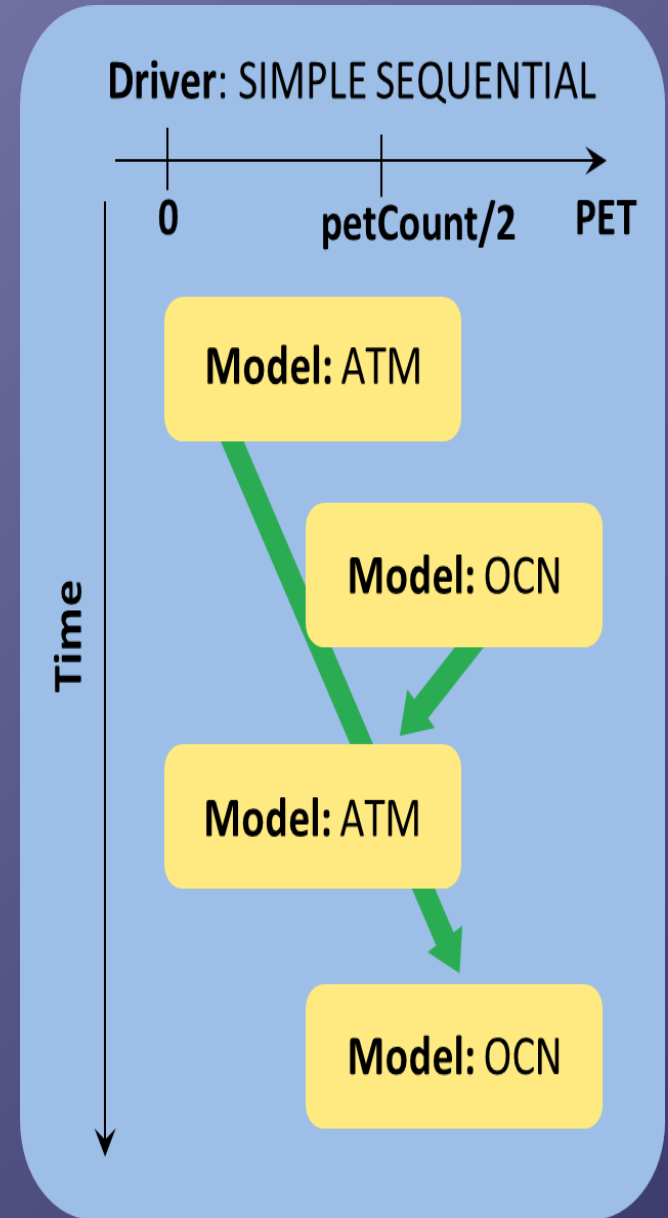 Driver: SIMPLE SEQUENTIAL
0 petCount/2 PET
Model: ATM
Model: OCN
Time
Model: ATM
Model: OCN